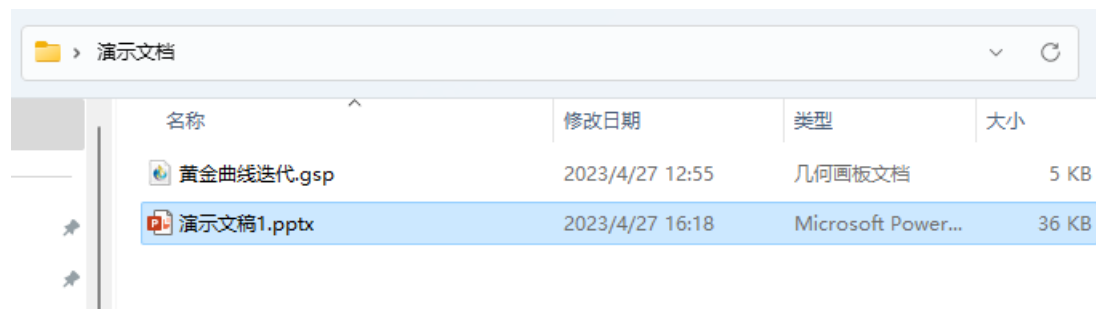 演示文档
名称 修改日期 类型 大小
黄金曲线迭代.gsp 2023/4/27 12:55 几何画板文档 5 KB
演示文稿1.pptx 2023/4/27 16:18 Microsoft Power... 36 KB